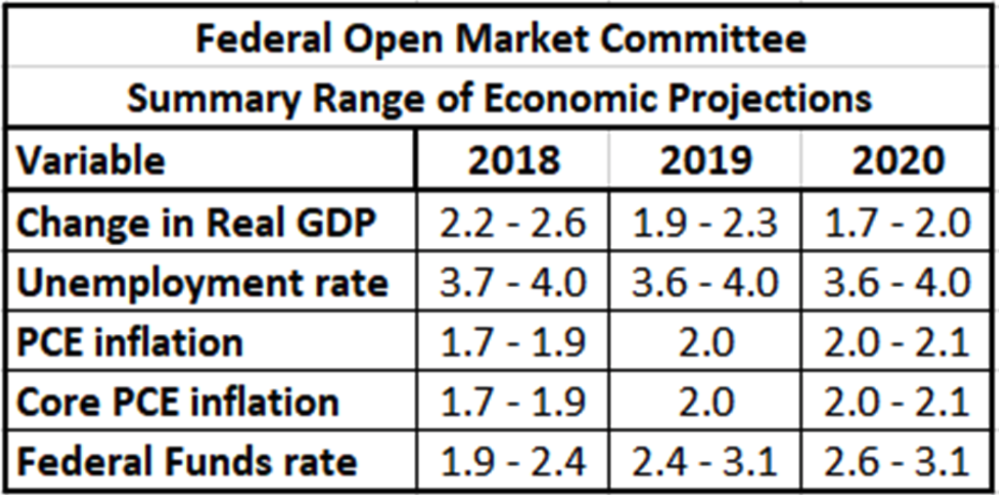 Federal Open Market Committee
Summary Range of Economic Projections
Variable 2018 2019 2020
Change in Real GDP 2.2 - 2.6 1.9 - 2.3 1.7 - 2.0
Unemployment rate 3.7 - 4.0 3.6 - 4.0 3.6 - 4.0
PCE inflation 1.7 - 1.9 2.0 2.0 - 2.1
Core PCE inflation 1.7 - 1.9 2.0 2.0 - 2.1
Federal Funds rate 1.9 - 2.4 2.4 - 3.1 2.6 - 3.1